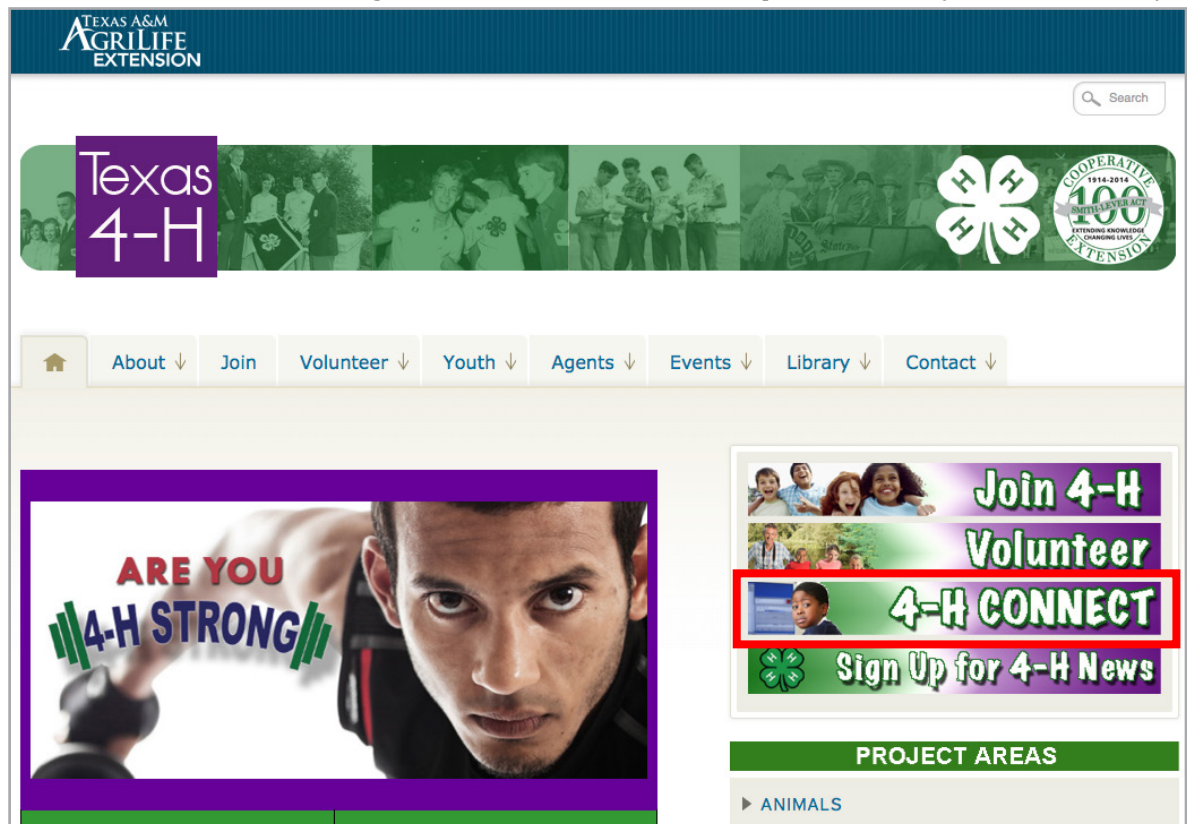 TEXAS A&M
AGRILIFE
EXTENSION
Search
Texas
4-H
H H
H H
COOPERATIVE
1914-2014
100
SMITH-LEVER ACT
EXTENDING KNOWLEDGE
CHANGING LIVES
EXTENSION
About Join Volunteer Youth Agents Events Library Contact
ARE YOU
4-H STRONG
Join 4-H
Volunteer
4-H CONNECT
Sign Up for 4-H News
PROJECT AREAS
ANIMALS